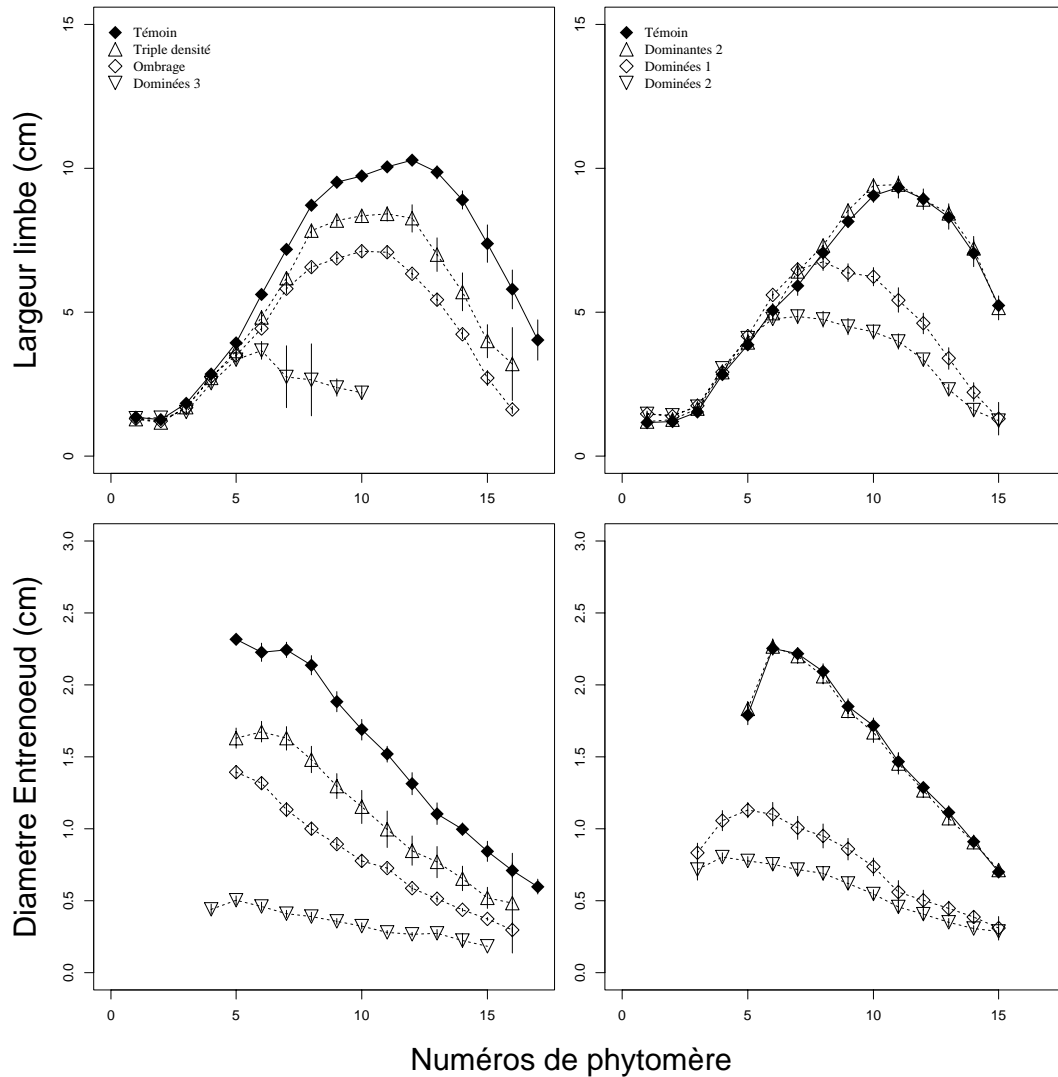 Largeur limbe (cm)
15
10
5
0
Témoin
Triple densité
Ombrage
Dominées 3
0 5 10 15
15
10
5
0
Témoin
Dominantes 2
Dominées 1
Dominées 2
0 5 10 15
Diametre Entrenoeud (cm)
3.0
2.5
2.0
1.5
1.0
0.5
0.0
0 5 10 15
3.0
2.5
2.0
1.5
1.0
0.5
0.0
0 5 10 15
Numéros de phytomère